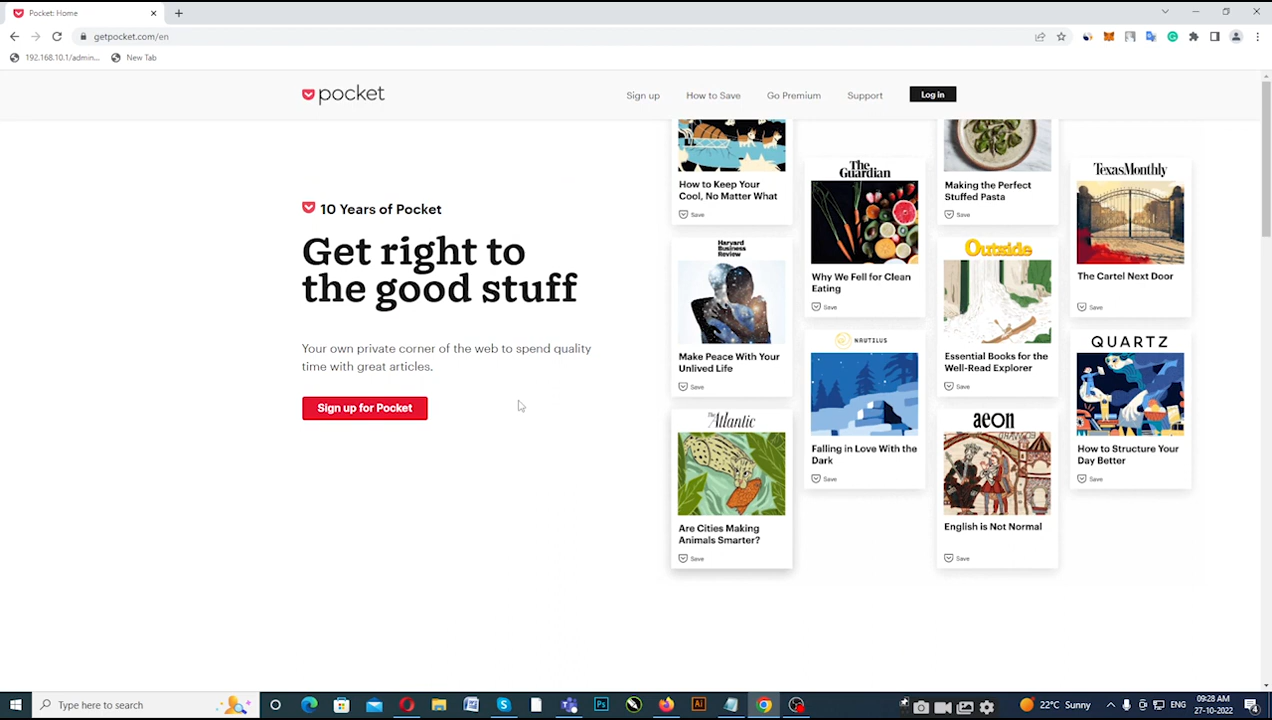 Pocket: Home
getpocket.com/en
192.168.10.1/admin...
New Tab
pocket
Sign up
How to Save
Go Premium
Support
Log in
10 Years of Pocket
Get right to
the good stuff
Your own private corner of the web to spend quality
time with great articles.
Sign up for Pocket
How to Keep Your
Cool, No Matter What
Save
Harvard
Business
Review
Make Peace With Your
Unlived Life
Save
The Atlantic
Are Cities Making
Animals Smarter?
Save
The
Guardian
Why We Fell for Clean
Eating
Save
NAUTILUS
Falling in Love With the
Dark
Save
Making the Perfect
Stuffed Pasta
Save
Outside
Essential Books for the
Well-Read Explorer
Save
aeon
English is Not Normal
Save
TexasMonthly
The Cartel Next Door
Save
QUARTZ
How to Structure Your
Day Better
Save
Type here to search
Ps
Ai
22°C Sunny
ENG
09:28 AM
27-10-2022